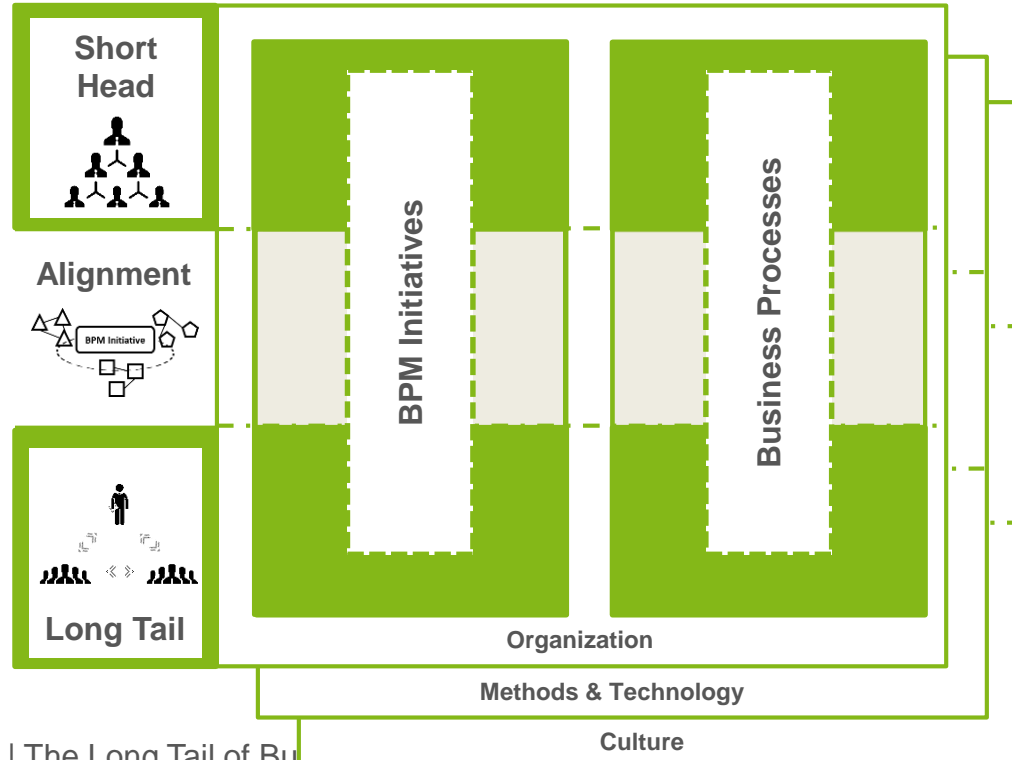 Short
Head
Alignment
BPM Initiative
Long Tail
BPM Initiatives
Business Processes
Organization
Methods & Technology
Culture
| The Long Tail of Bu